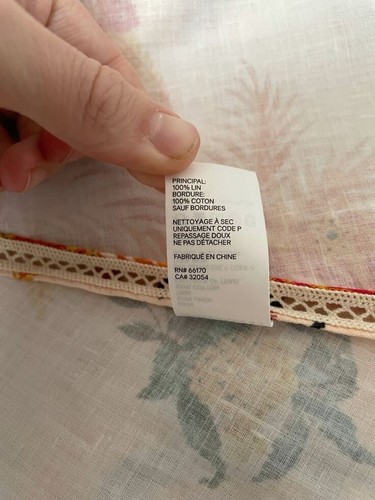 PRINCIPAL:
100% LIN
BORDURE:
100% COTON
SAUF BORDURES
NETTOYAGE À SEC
UNIQUEMENT CODE P
REPASSAGE DOUX
NE PAS DÉTACHER
FABRIQUÉ EN CHINE
RN# 66170
CA# 32054